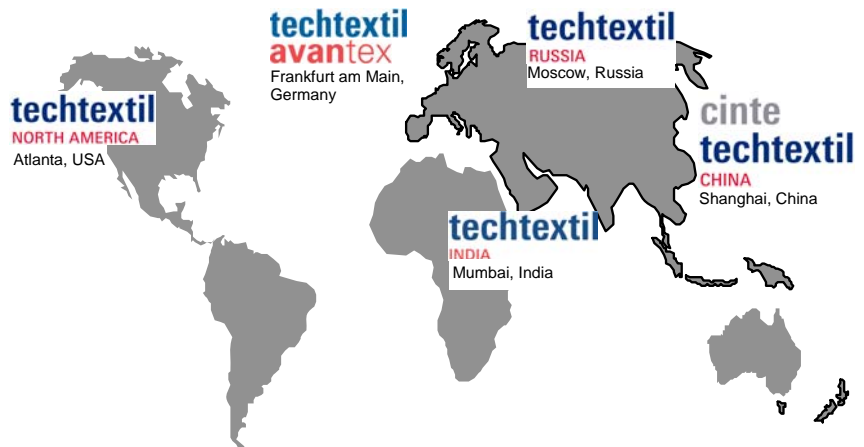 techtextil
avantex
Frankfurt am Main,
Germany
techtextil
RUSSIA
Moscow, Russia
techtextil
NORTH AMERICA
Atlanta, USA
cinte
techtextil
CHINA
Shanghai, China
techtextil
INDIA
Mumbai, India